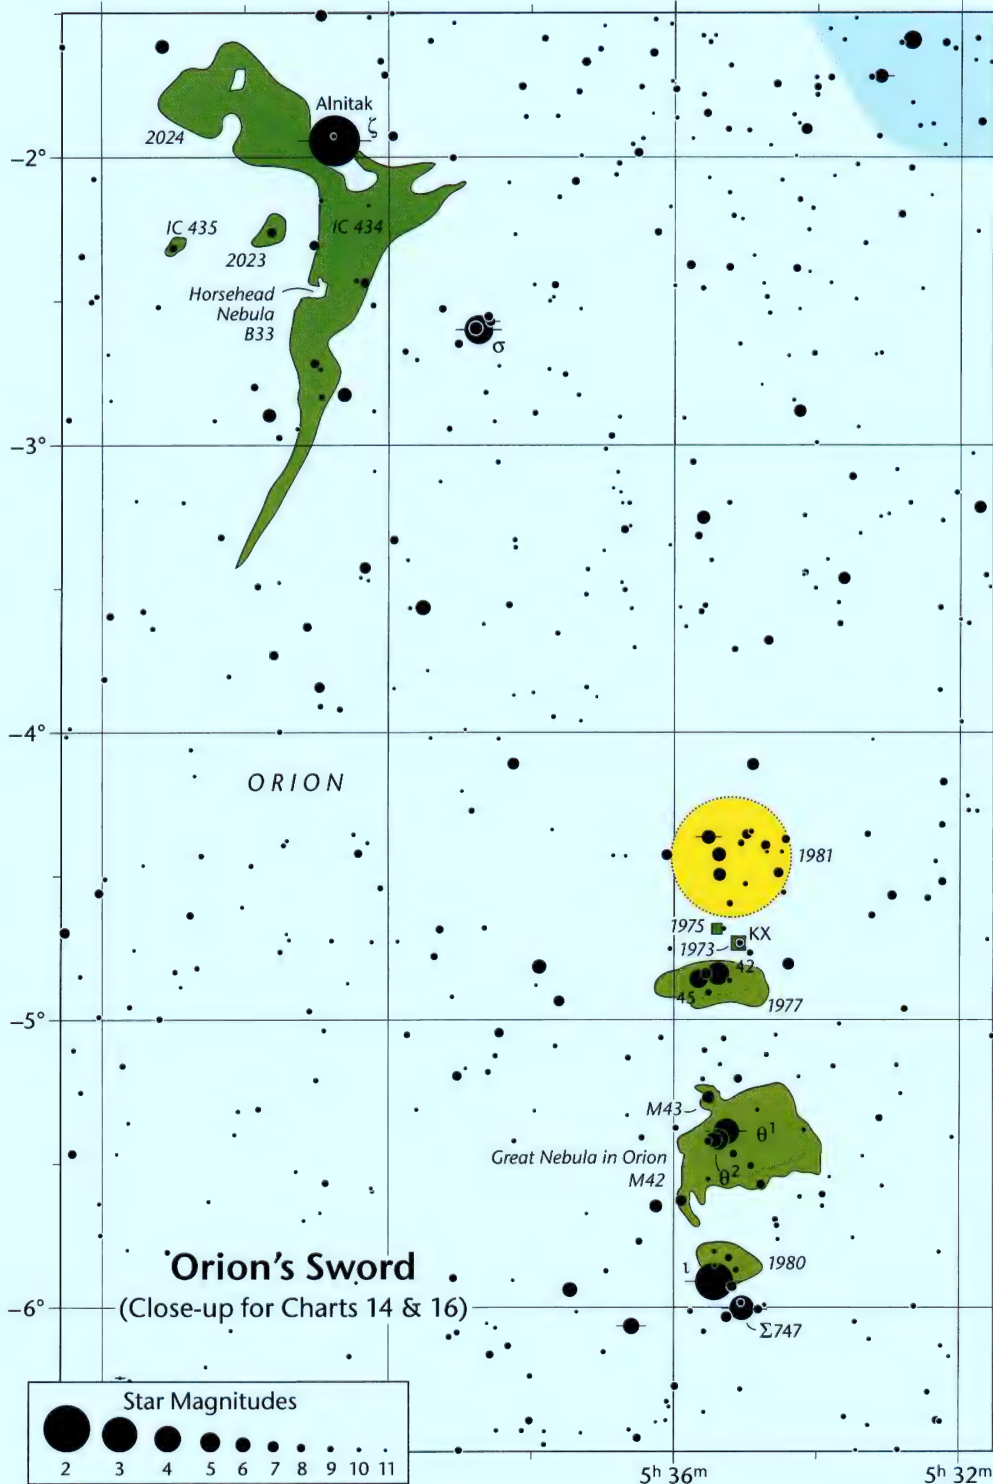 Alnitak
ζ
2024
–2°
IC 435
IC 434
2023
Horsehead
Nebula
B33
σ
–3°
–4°
ORION
1981
1975
KX
1973
42
45
1977
–5°
M43
θ1
Great Nebula in Orion
M42
θ2
ι
1980
Orion's Sword
(Close-up for Charts 14 & 16)
–6°
Σ747
Star Magnitudes
2 3 4 5 6 7 8 9 10 11
5h 36m
5h 32m